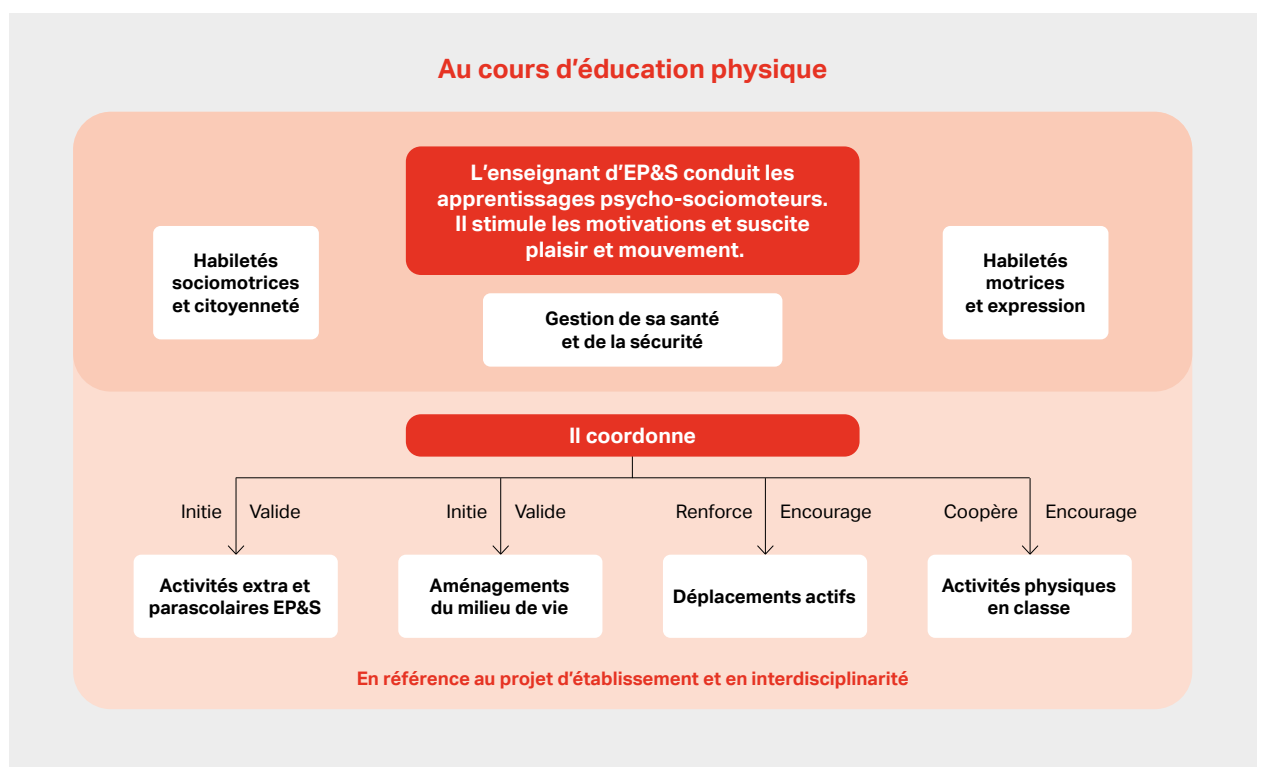 Au cours d'éducation physique
L'enseignant d'EP&S conduit les
apprentissages psycho-sociomoteurs.
Il stimule les motivations et suscite
plaisir et mouvement.
Habiletés
sociomotrices
et citoyenneté
Gestion de sa santé
et de la sécurité
Habiletés
motrices
et expression
Il coordonne
Initie Valide
Initie Valide
Renforce Encourage
Coopère Encourage
Activités extra et
parascolaires EP&S
Aménagements
du milieu de vie
Déplacements actifs
Activités physiques
en classe
En référence au projet d'établissement et en interdisciplinarité